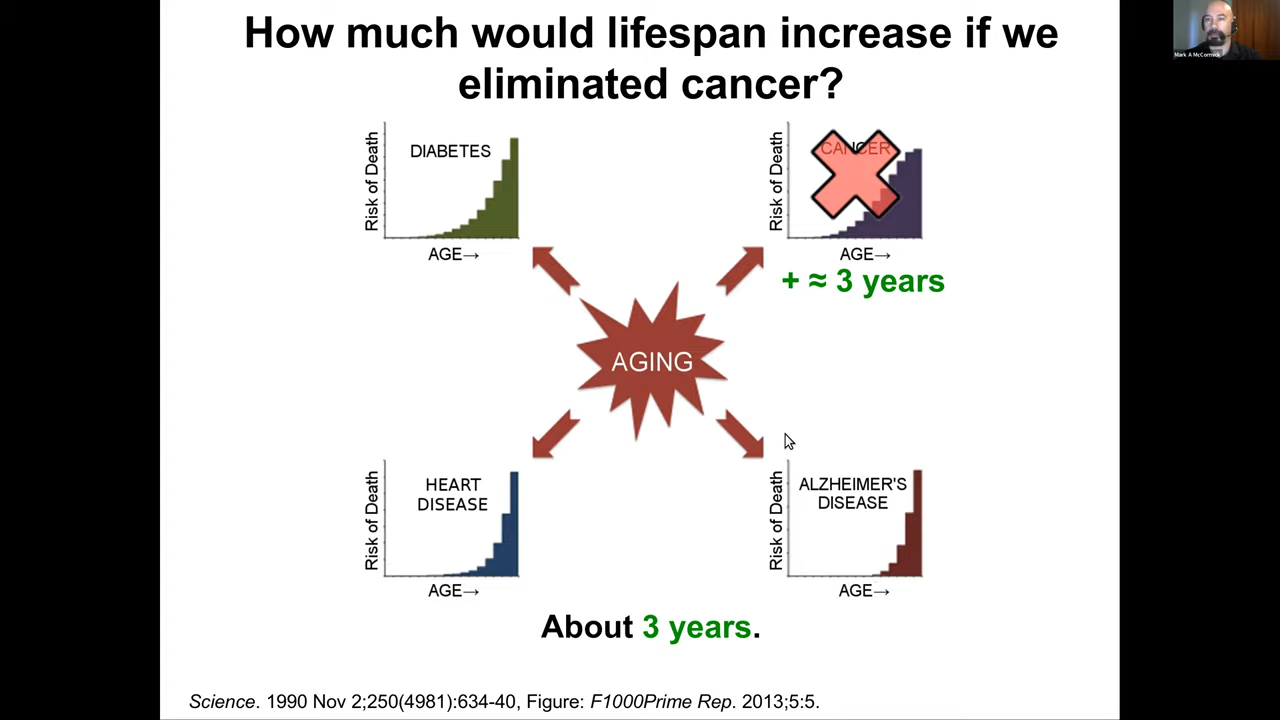 How much would lifespan increase if we
eliminated cancer?
Mark A McCormick
Risk of Death
DIABETES
AGE→
Risk of Death
CANCER
AGE→
+ ≈ 3 years
AGING
Risk of Death
HEART
DISEASE
AGE→
Risk of Death
ALZHEIMER'S
DISEASE
AGE→
About 3 years.
Science. 1990 Nov 2;250(4981):634-40, Figure: F1000Prime Rep. 2013;5:5.